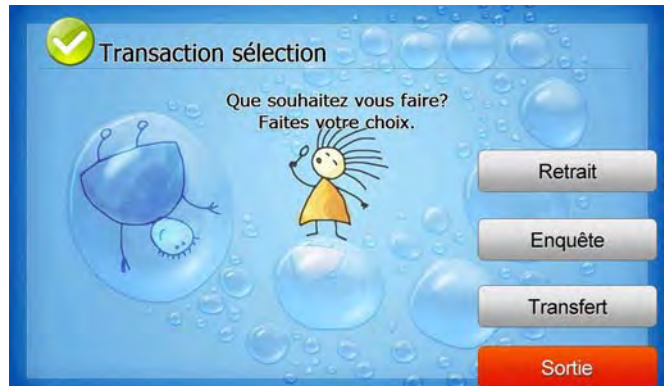 Transaction sélection
Que souhaitez vous faire?
Faites votre choix.
Retrait
Enquête
Transfert
Sortie